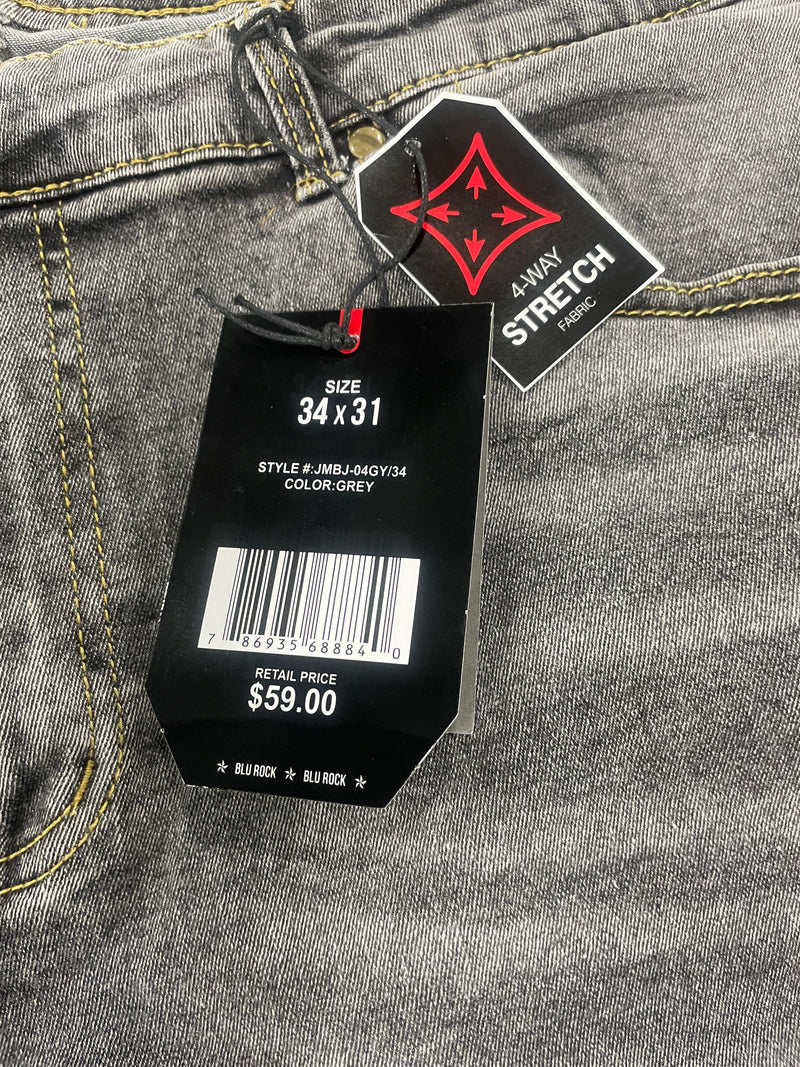 4-WAY
STRETCH
FABRIC
SIZE
34 x 31
STYLE #:JMBJ-04GY/34
COLOR:GREY
7 86935 68884 0
RETAIL PRICE
$59.00
BLU ROCK BLU ROCK